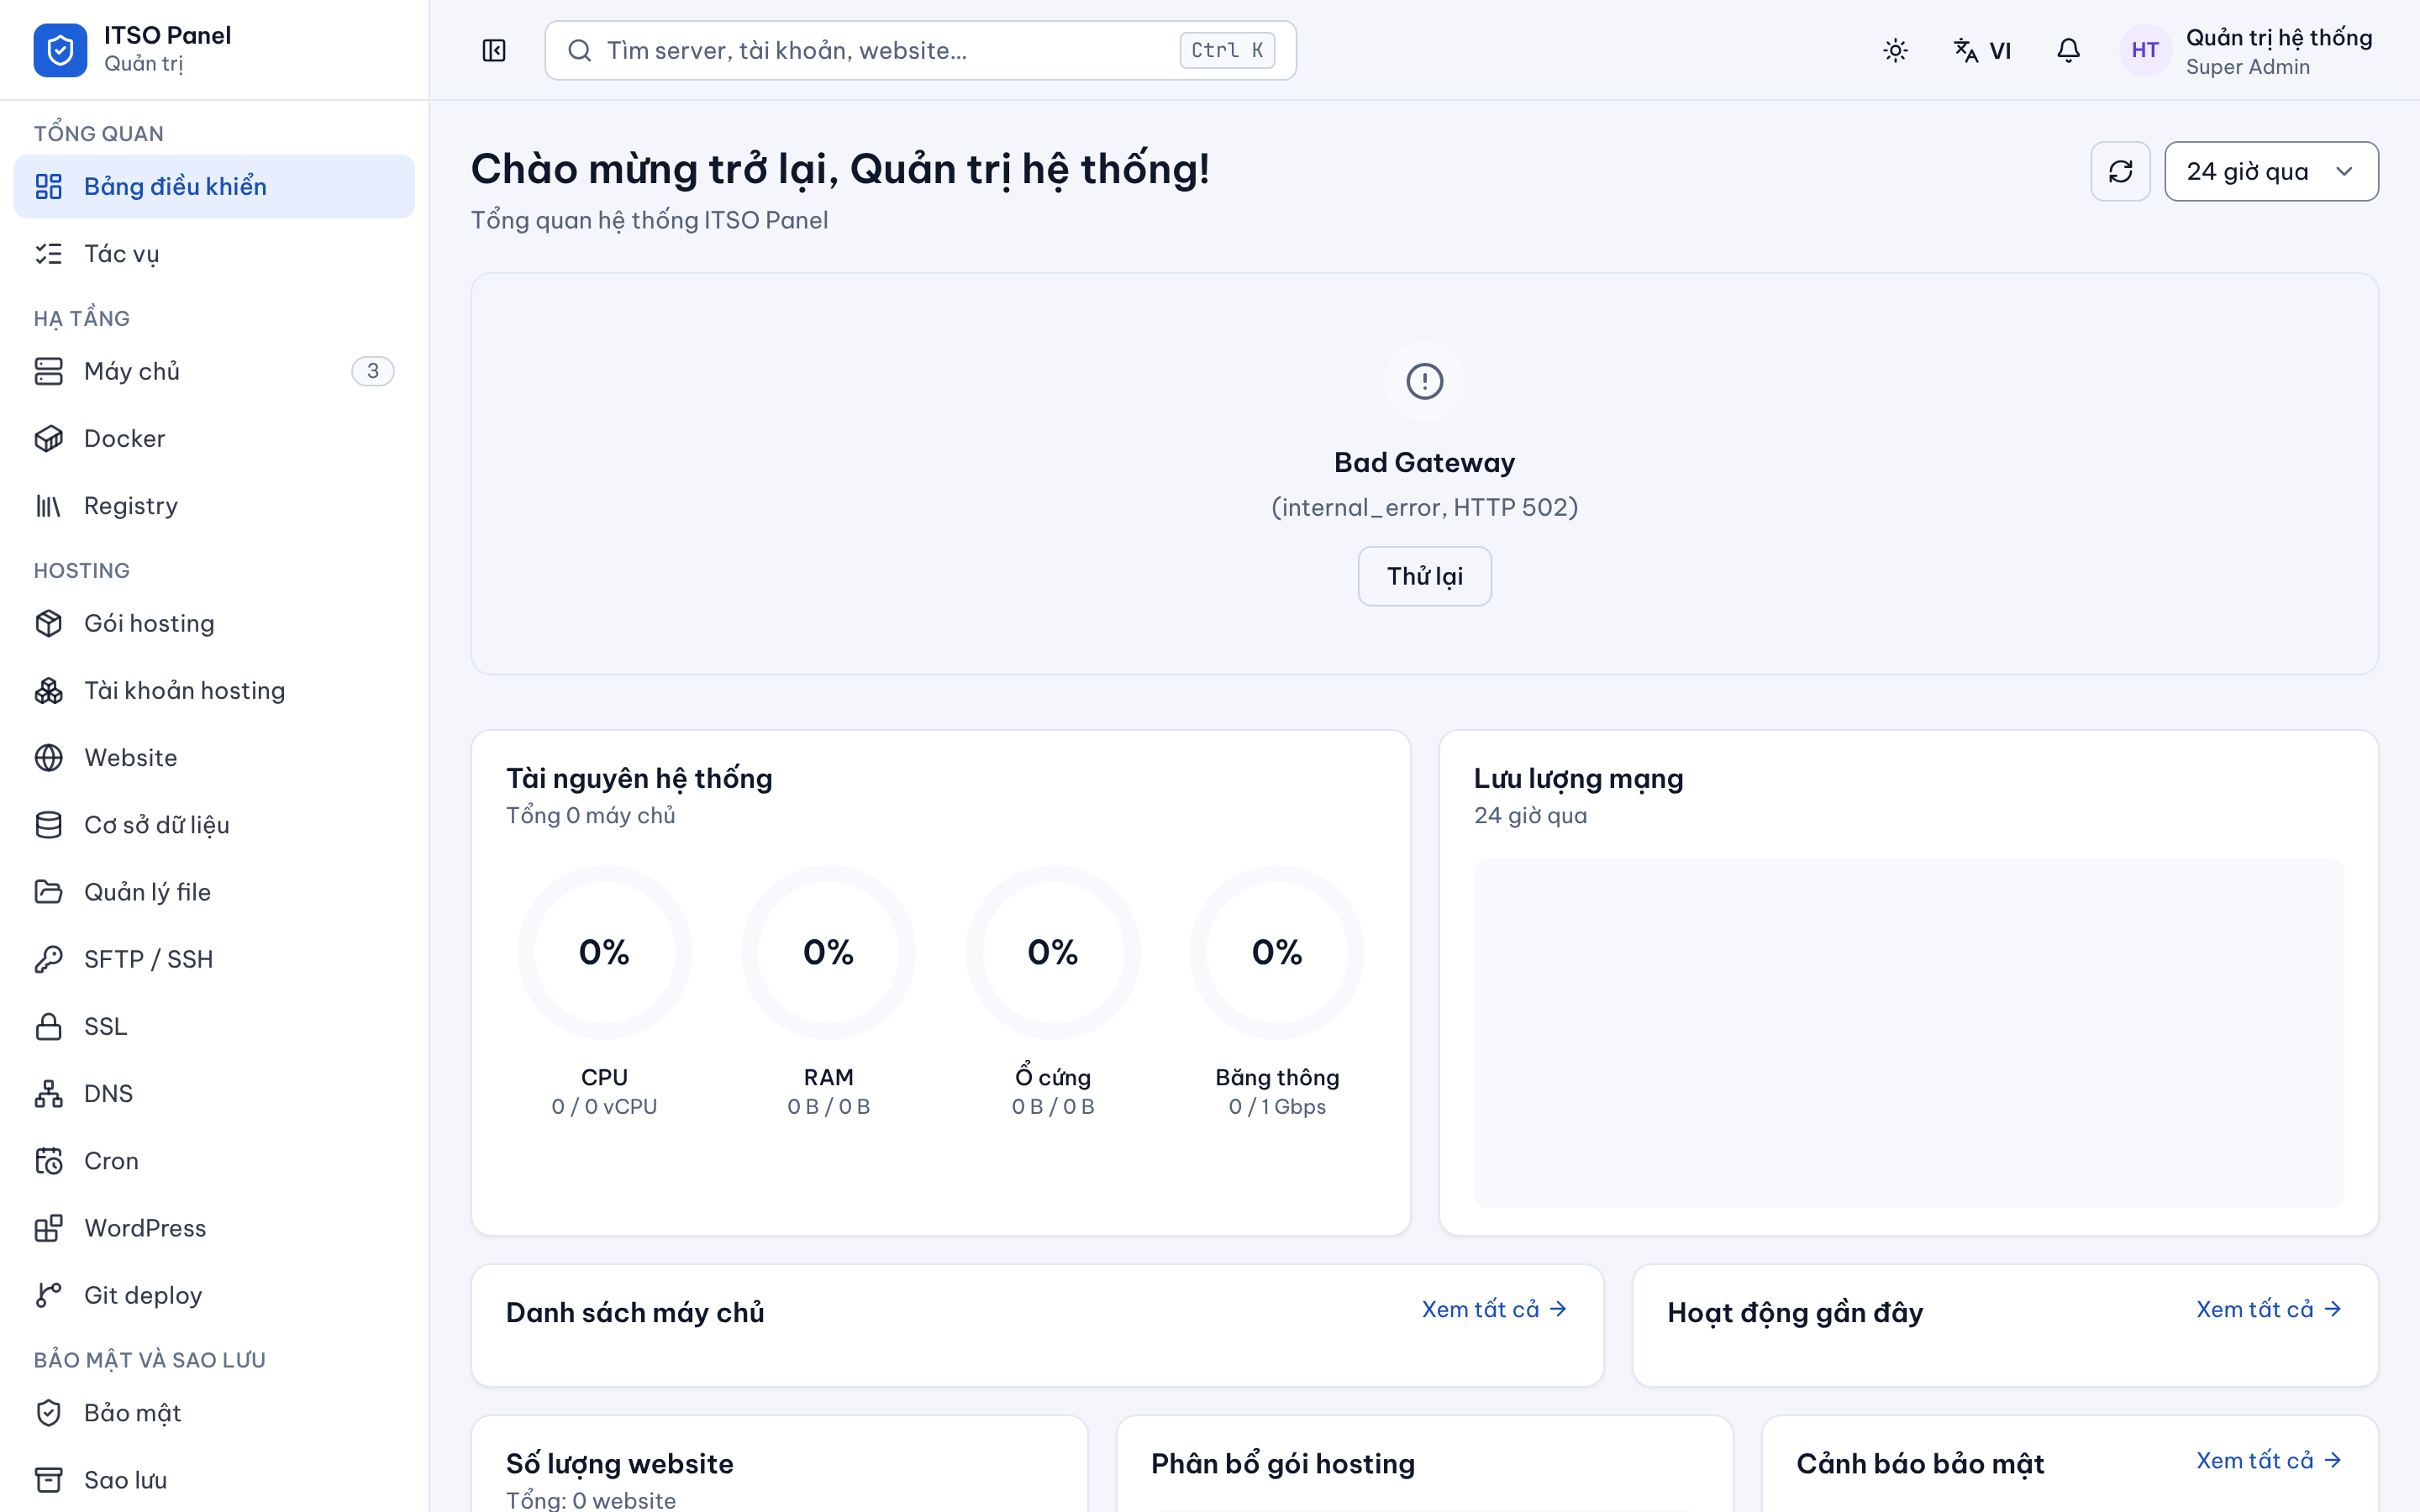 ITSO Panel
Quản trị
Tìm server, tài khoản, website...
Ctrl K
VI
HT
Quản trị hệ thống
Super Admin
TỔNG QUAN
Bảng điều khiển
Tác vụ
HẠ TẦNG
Máy chủ
3
Docker
Registry
HOSTING
Gói hosting
Tài khoản hosting
Website
Cơ sở dữ liệu
Quản lý file
SFTP / SSH
SSL
DNS
Cron
WordPress
Git deploy
BẢO MẬT VÀ SAO LƯU
Bảo mật
Sao lưu
Chào mừng trở lại, Quản trị hệ thống!
Tổng quan hệ thống ITSO Panel
24 giờ qua
Bad Gateway
(internal_error, HTTP 502)
Thử lại
Tài nguyên hệ thống
Tổng 0 máy chủ
0%
CPU
0 / 0 vCPU
0%
RAM
0 B / 0 B
0%
Ổ cứng
0 B / 0 B
0%
Băng thông
0 / 1 Gbps
Lưu lượng mạng
24 giờ qua
Danh sách máy chủ
Xem tất cả
Hoạt động gần đây
Xem tất cả
Số lượng website
Tổng: 0 website
Phân bổ gói hosting
Cảnh báo bảo mật
Xem tất cả